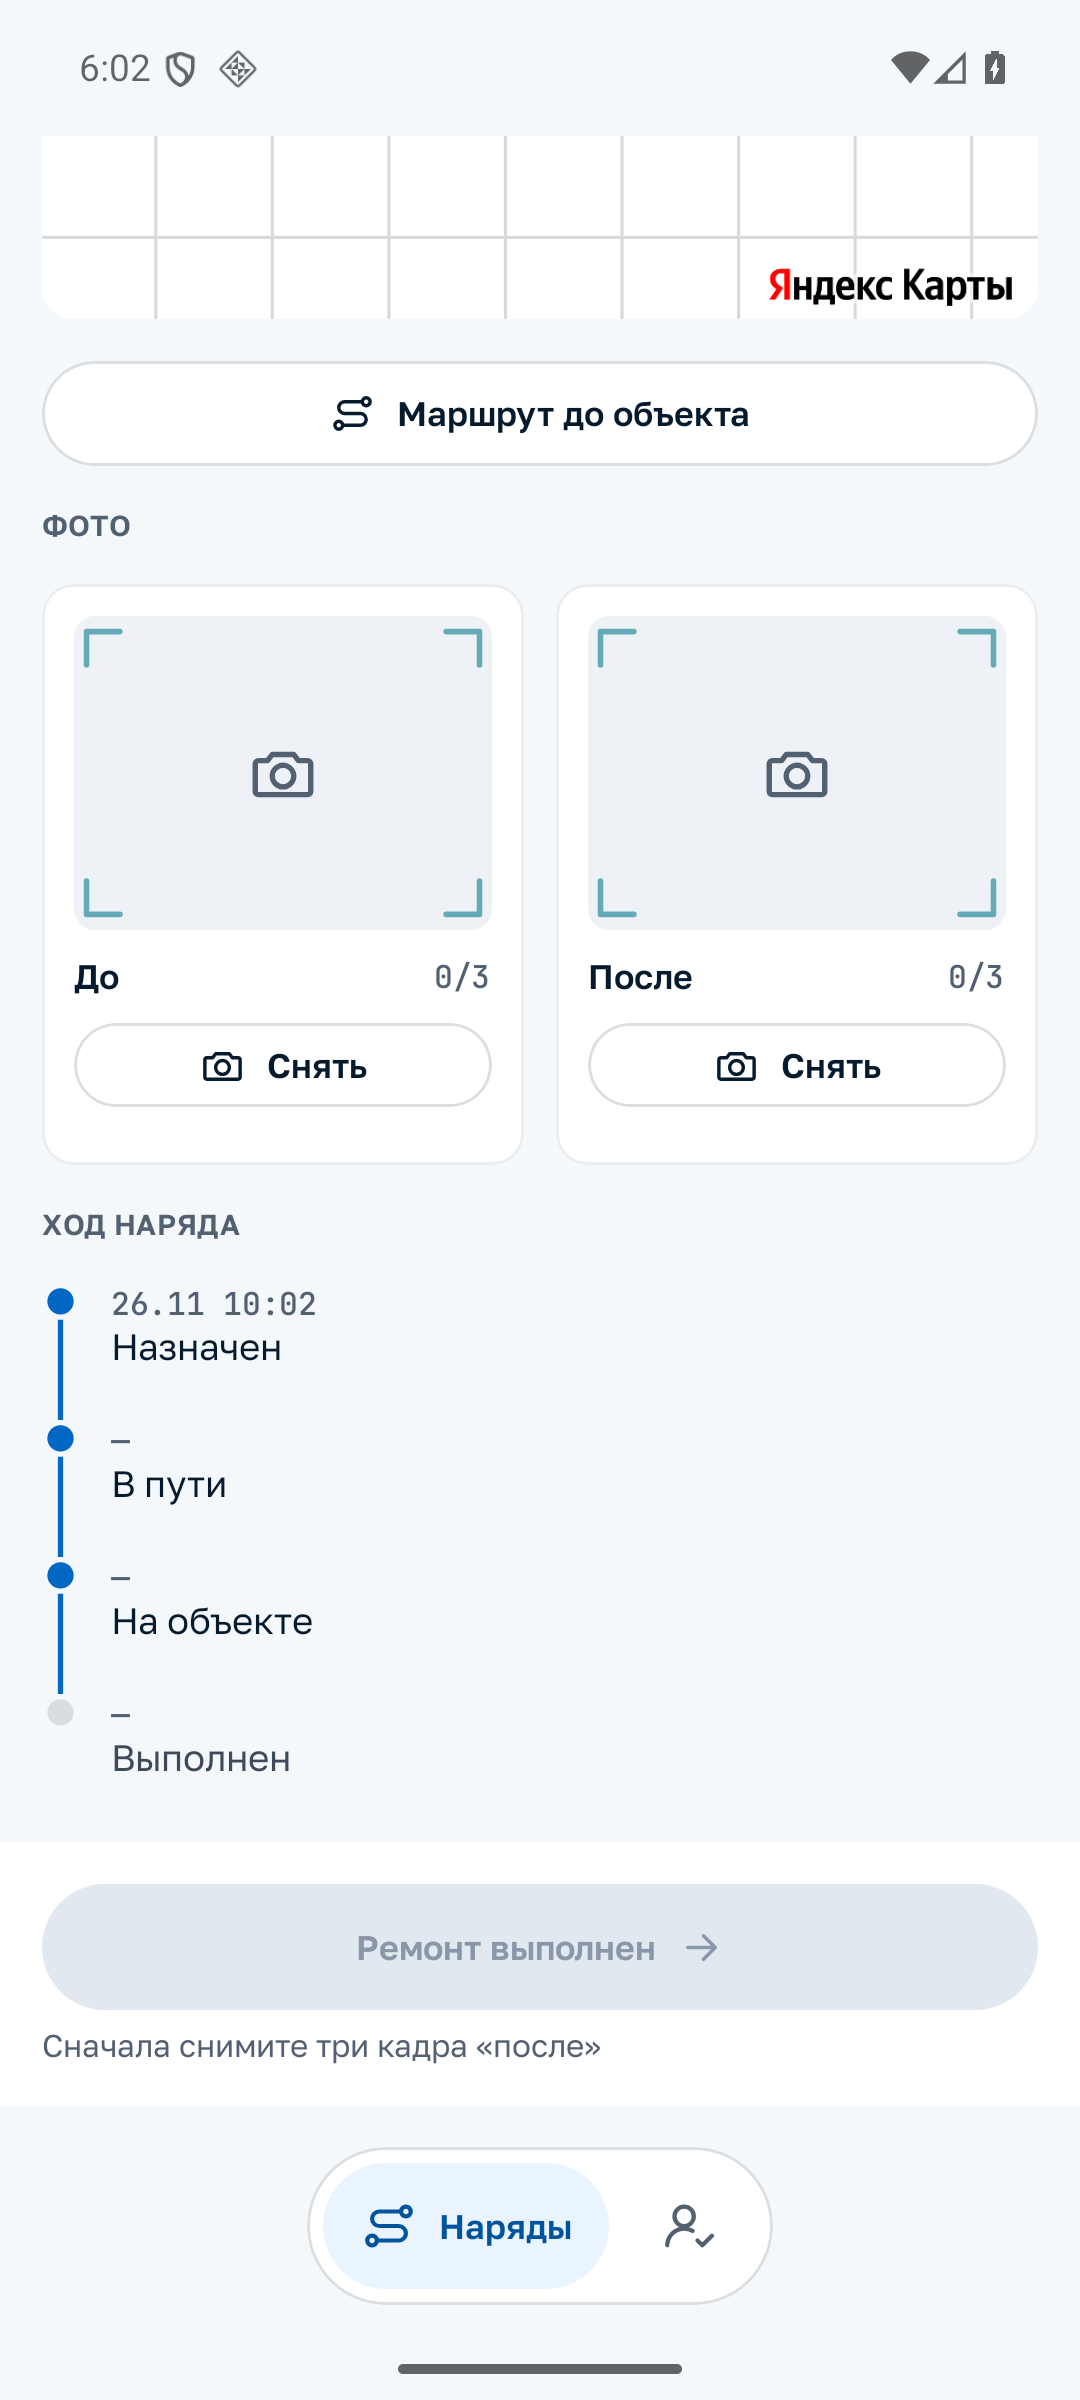 6:02
Яндекс Карты
Маршрут до объекта
ФОТО
До 0/3
После 0/3
Снять
Снять
ХОД НАРЯДА
26.11 10:02
Назначен
–
В пути
–
На объекте
–
Выполнен
Ремонт выполнен →
Сначала снимите три кадра «после»
Наряды